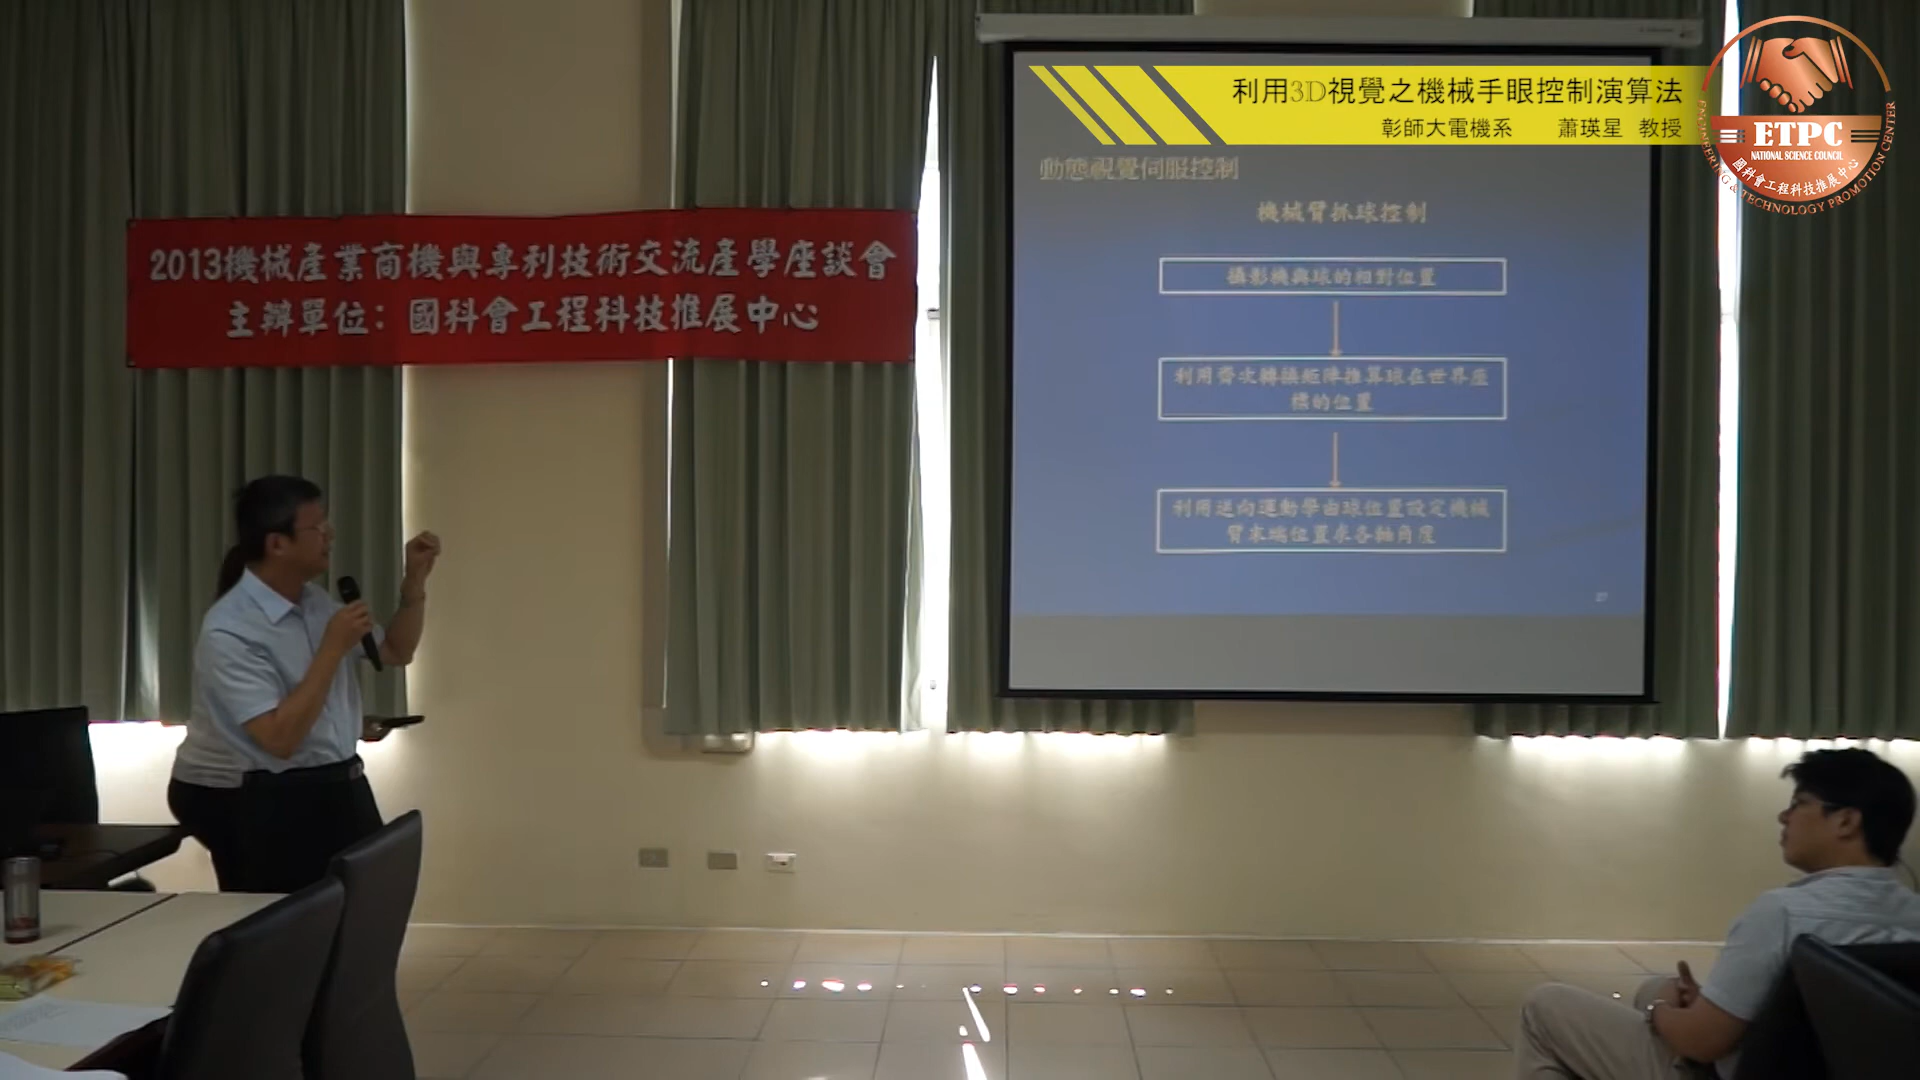 利用3D視覺之機械手眼控制演算法
彰師大電機系 蕭瑛星 教授
ETPC
NATIONAL SCIENCE COUNCIL
國科會工程科技推展中心
ENGINEERING & TECHNOLOGY PROMOTION CENTER
2013機械產業商機與專利技術交流產學座談會
主辦單位：國科會工程科技推展中心
動態視覺伺服控制
機械臂抓球控制
攝影機與球的相對位置
利用齊次轉換矩陣推算球在世界座
標的位置
利用逆向運動學由球位置設定機械
臂末端位置求各軸角度
27